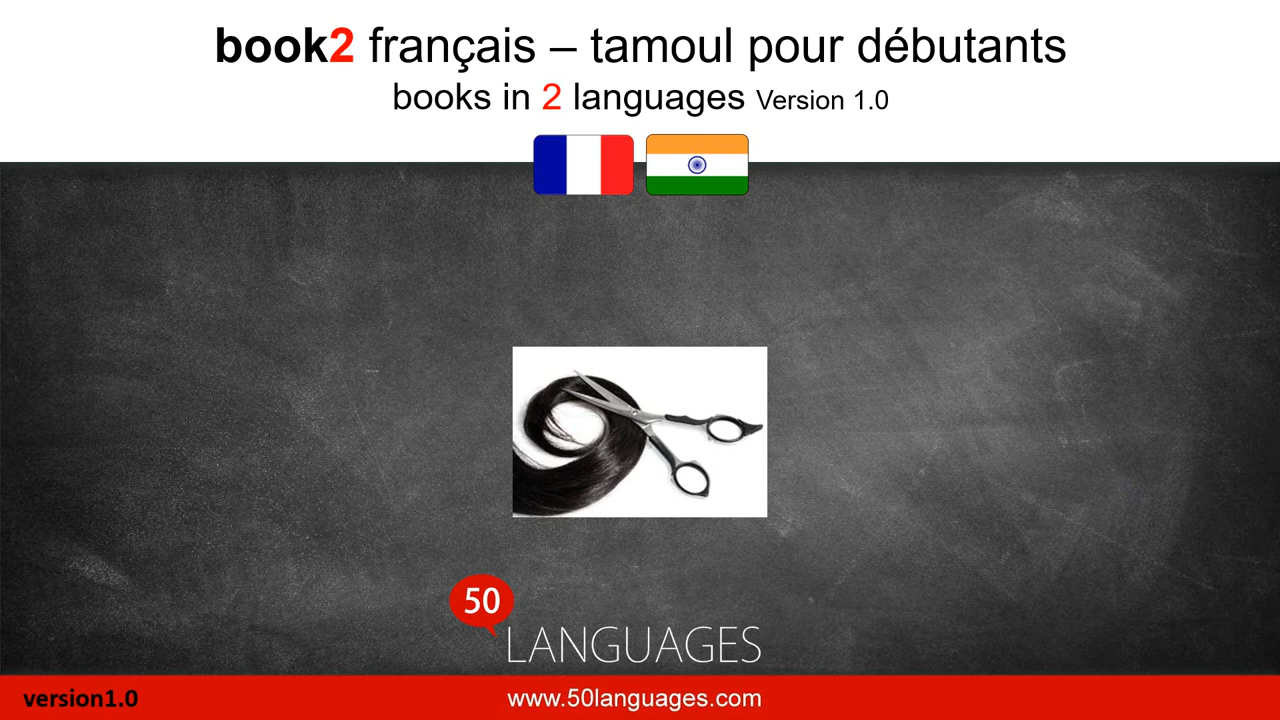 book2 français – tamoul pour débutants
books in 2 languages Version 1.0
50
LANGUAGES
version1.0
www.50languages.com